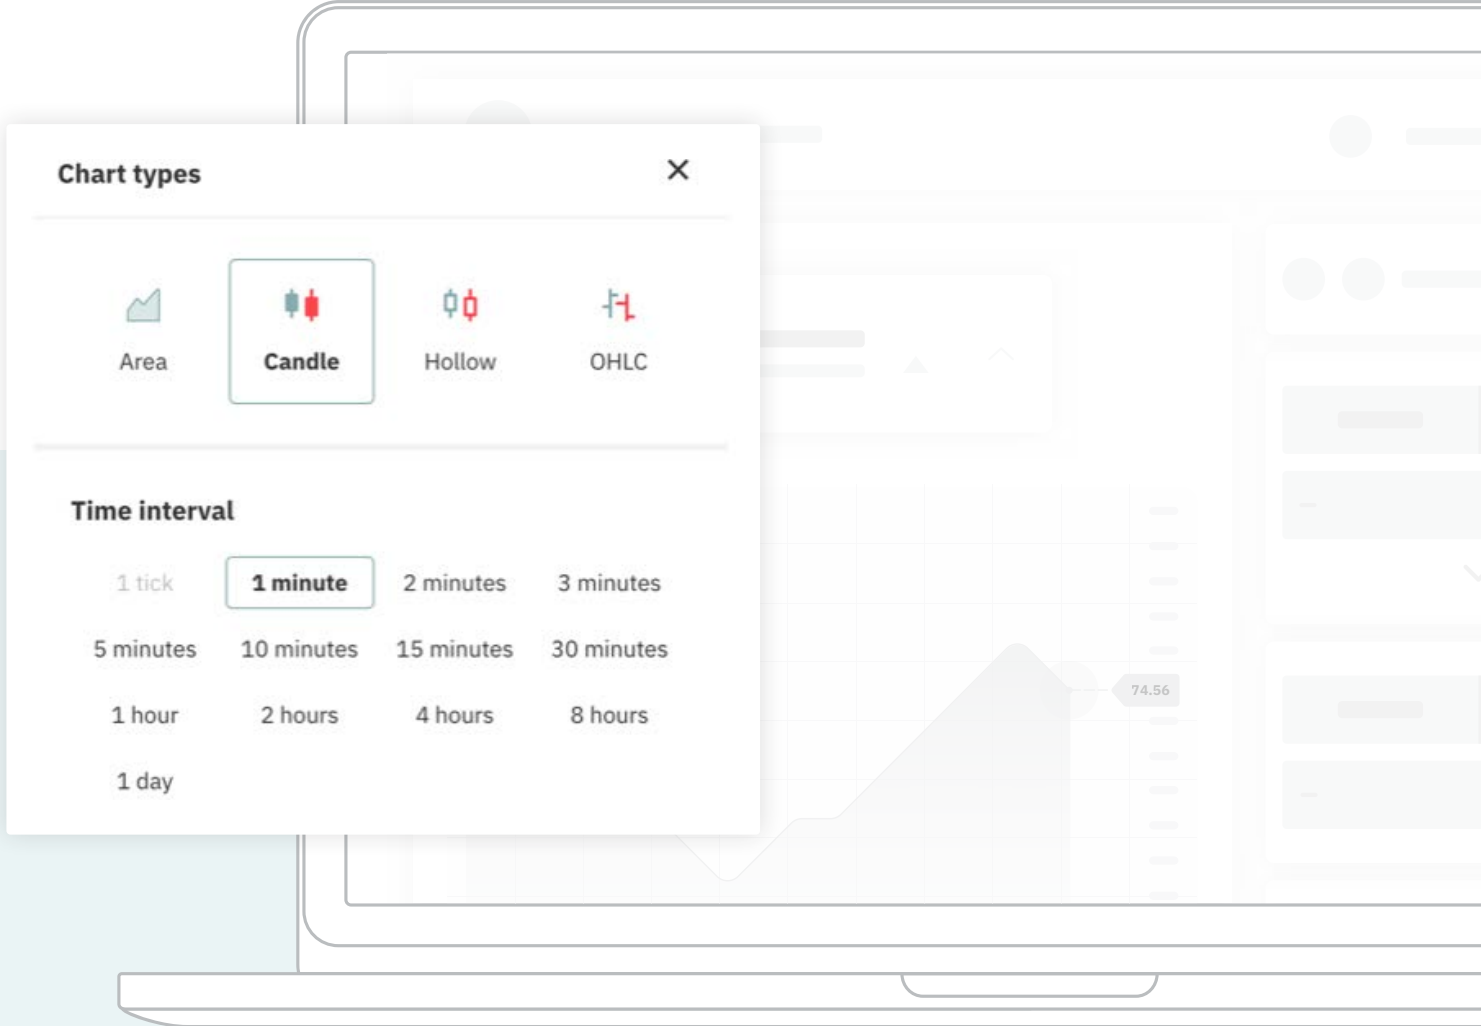 Chart types
Area Candle Hollow OHLC
Time interval
1 tick 1 minute 2 minutes 3 minutes
5 minutes 10 minutes 15 minutes 30 minutes
1 hour 2 hours 4 hours 8 hours
74.56
1 day